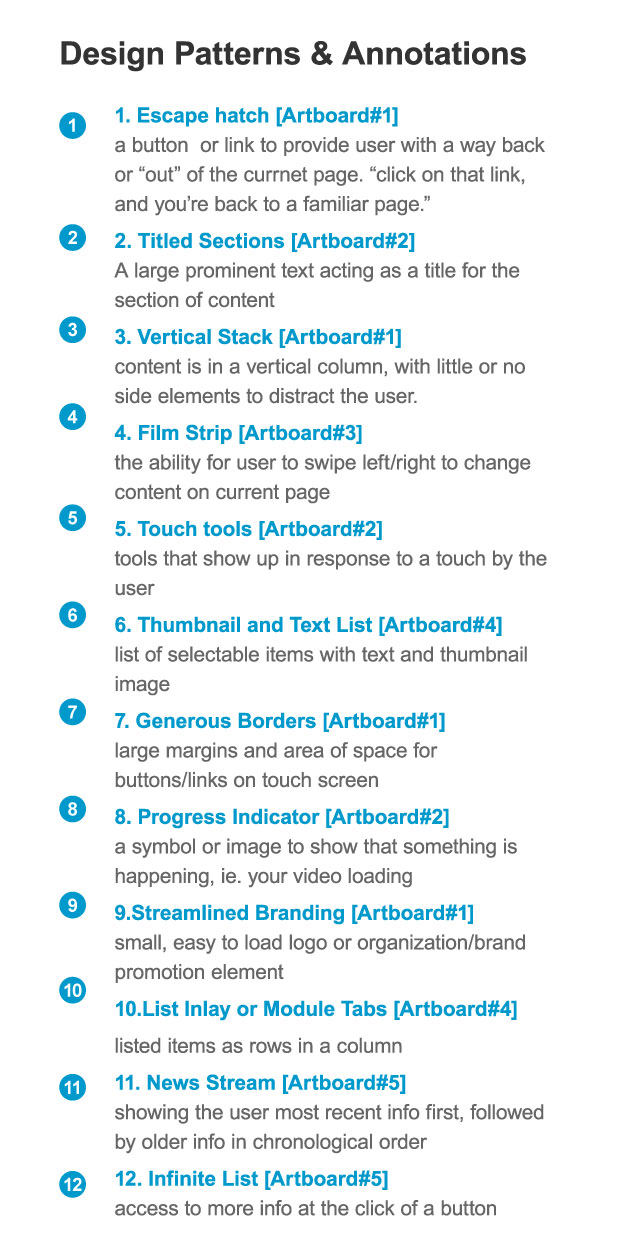 Design Patterns & Annotations
1
1. Escape hatch [Artboard#1]
a button  or link to provide user with a way back
or “out” of the currnet page. “click on that link,
and you’re back to a familiar page.”
2
2. Titled Sections [Artboard#2]
A large prominent text acting as a title for the
section of content
3
3. Vertical Stack [Artboard#1]
content is in a vertical column, with little or no
side elements to distract the user.
4
4. Film Strip [Artboard#3]
the ability for user to swipe left/right to change
content on current page
5
5. Touch tools [Artboard#2]
tools that show up in response to a touch by the
user
6
6. Thumbnail and Text List [Artboard#4]
list of selectable items with text and thumbnail
image
7
7. Generous Borders [Artboard#1]
large margins and area of space for
buttons/links on touch screen
8
8. Progress Indicator [Artboard#2]
a symbol or image to show that something is
happening, ie. your video loading
9
9.Streamlined Branding [Artboard#1]
small, easy to load logo or organization/brand
promotion element
10
10.List Inlay or Module Tabs [Artboard#4]
listed items as rows in a column
11
11. News Stream [Artboard#5]
showing the user most recent info first, followed
by older info in chronological order
12
12. Infinite List [Artboard#5]
access to more info at the click of a button